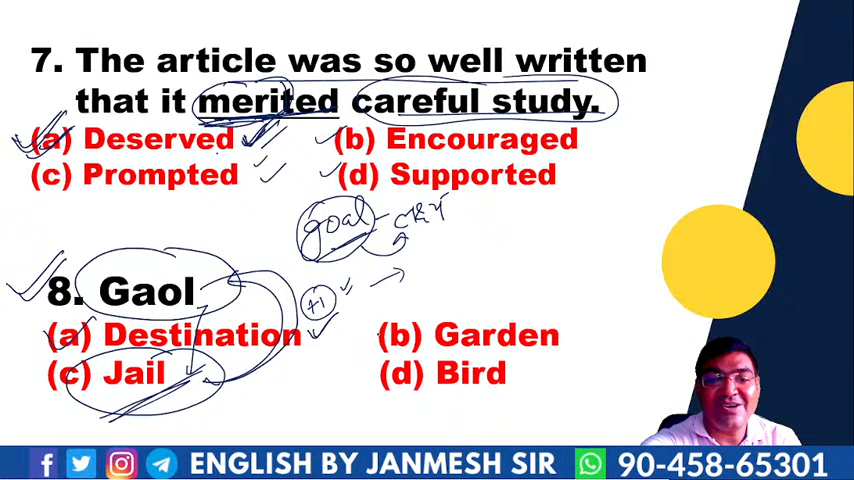 7. The article was so well written
that it merited careful study.
(a) Deserved (b) Encouraged
(c) Prompted (d) Supported
goal
8. Gaol
+1
(a) Destination (b) Garden
(c) Jail (d) Bird
ENGLISH BY JANMESH SIR 90-458-65301